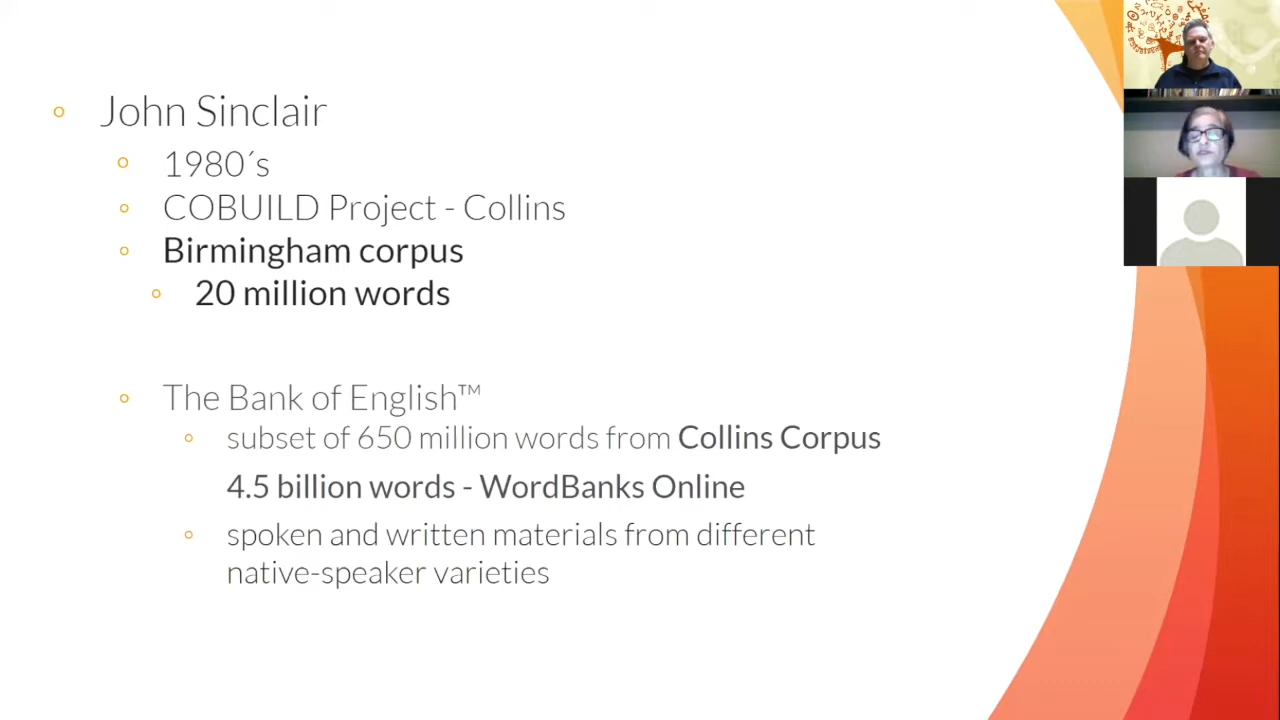 John Sinclair
1980´s
COBUILD Project - Collins
Birmingham corpus
20 million words
The Bank of English™
subset of 650 million words from Collins Corpus
4.5 billion words - WordBanks Online
spoken and written materials from different
native-speaker varieties